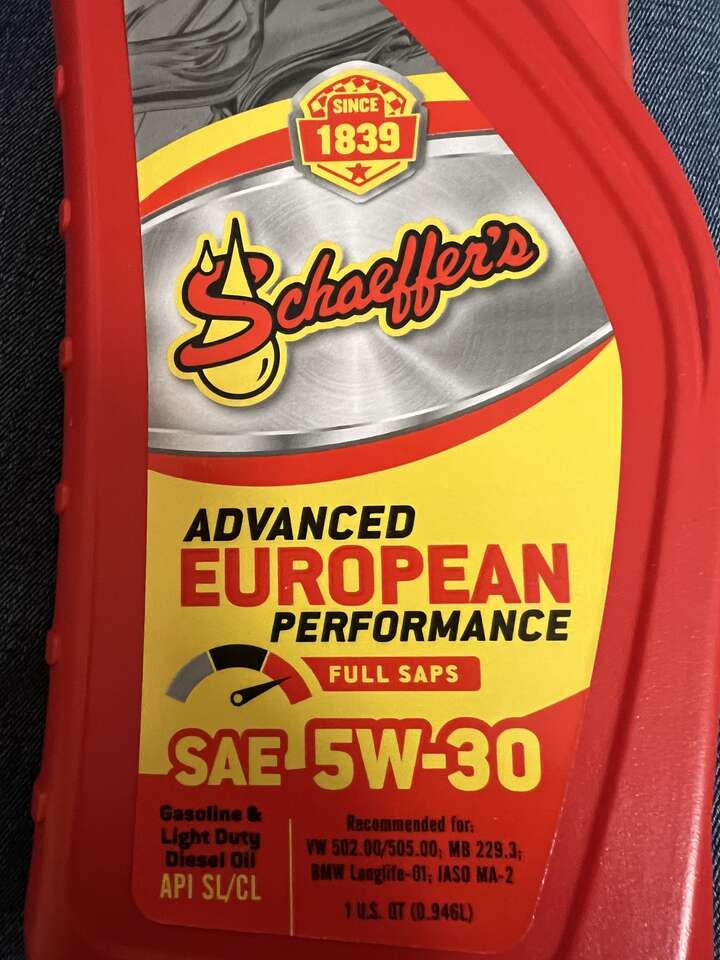 SINCE
1839
Schaeffer's
ADVANCED
EUROPEAN
PERFORMANCE
FULL SAPS
SAE 5W-30
Gasoline &
Light Duty
Diesel Oil
API SL/CL
Recommended for:
VW 502.00/505.00; MB 229.3;
BMW Longlife-01; JASO MA-2
1 U.S. QT (0.946L)